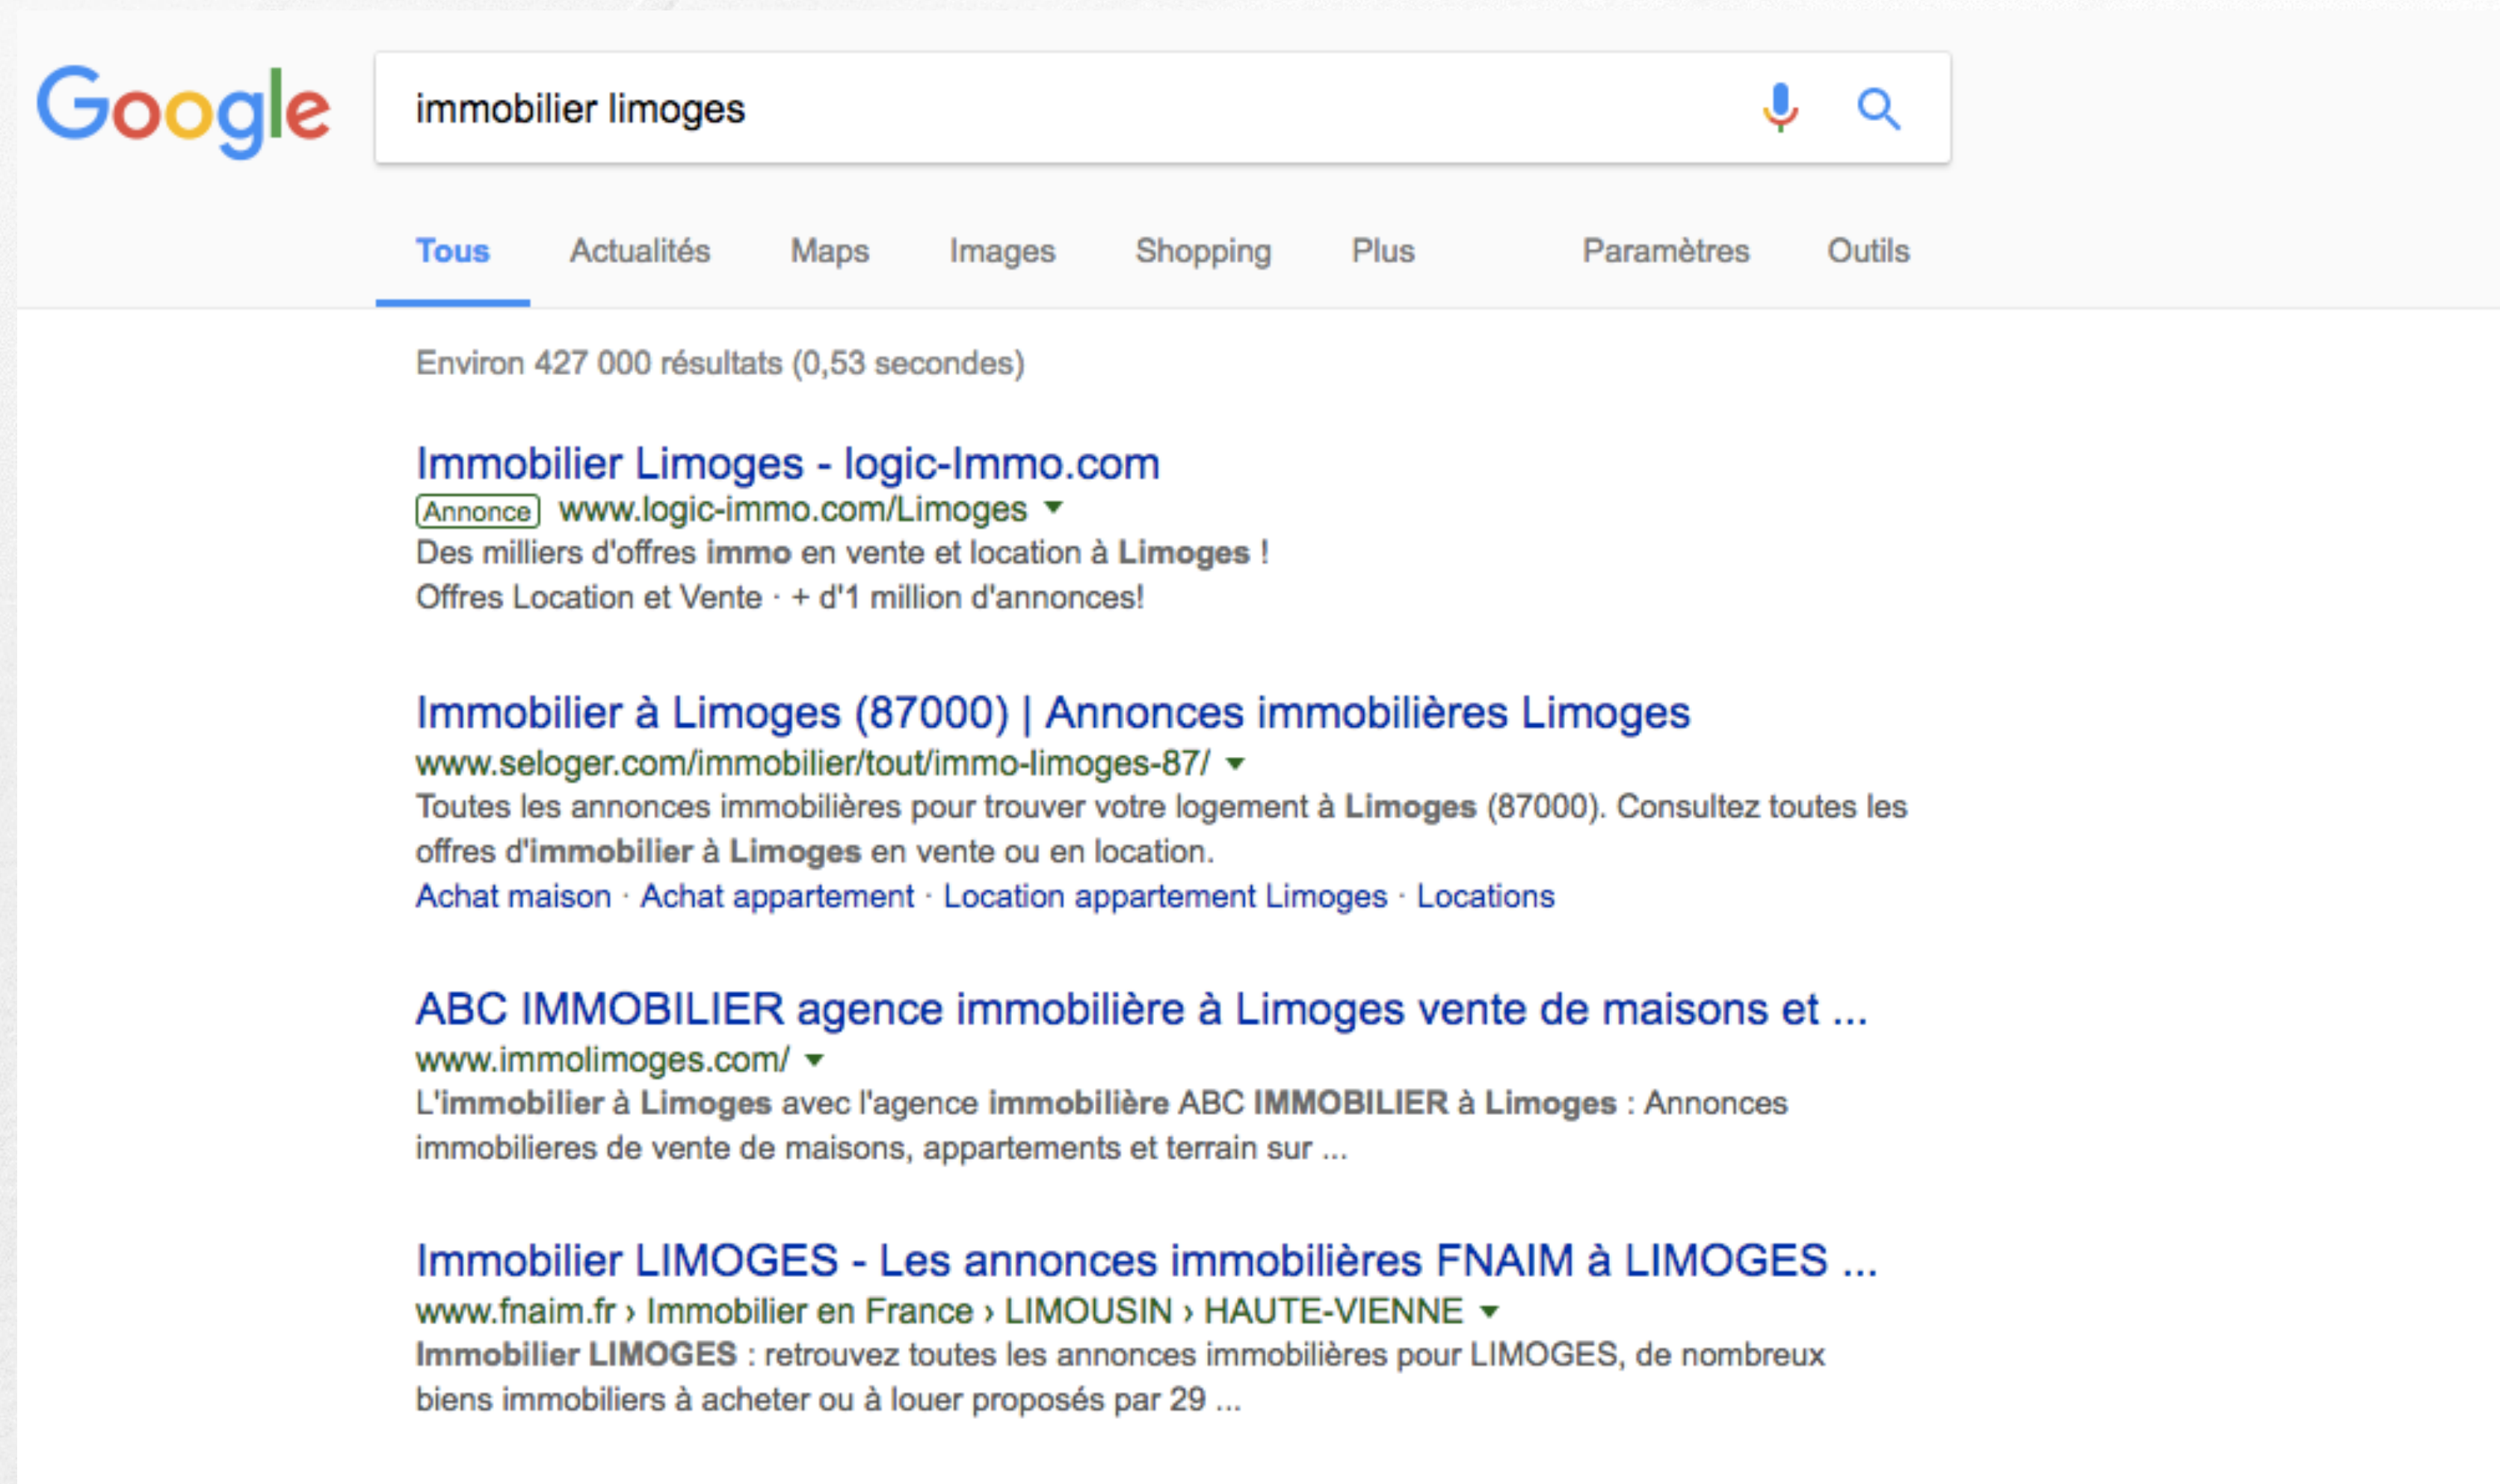 Google
immobilier limoges
Tous Actualités Maps Images Shopping Plus Paramètres Outils
Environ 427 000 résultats (0,53 secondes)
Immobilier Limoges - logic-Immo.com
Annonce www.logic-immo.com/Limoges
Des milliers d'offres immo en vente et location à Limoges !
Offres Location et Vente · + d'1 million d'annonces!
Immobilier à Limoges (87000) | Annonces immobilières Limoges
www.seloger.com/immobilier/tout/immo-limoges-87/
Toutes les annonces immobilières pour trouver votre logement à Limoges (87000). Consultez toutes les
offres d'immobilier à Limoges en vente ou en location.
Achat maison · Achat appartement · Location appartement Limoges · Locations
ABC IMMOBILIER agence immobilière à Limoges vente de maisons et ...
www.immolimoges.com/
L'immobilier à Limoges avec l'agence immobilière ABC IMMOBILIER à Limoges : Annonces
immobilieres de vente de maisons, appartements et terrain sur ...
Immobilier LIMOGES - Les annonces immobilières FNAIM à LIMOGES ...
www.fnaim.fr › Immobilier en France › LIMOUSIN › HAUTE-VIENNE
Immobilier LIMOGES : retrouvez toutes les annonces immobilières pour LIMOGES, de nombreux
biens immobiliers à acheter ou à louer proposés par 29 ...